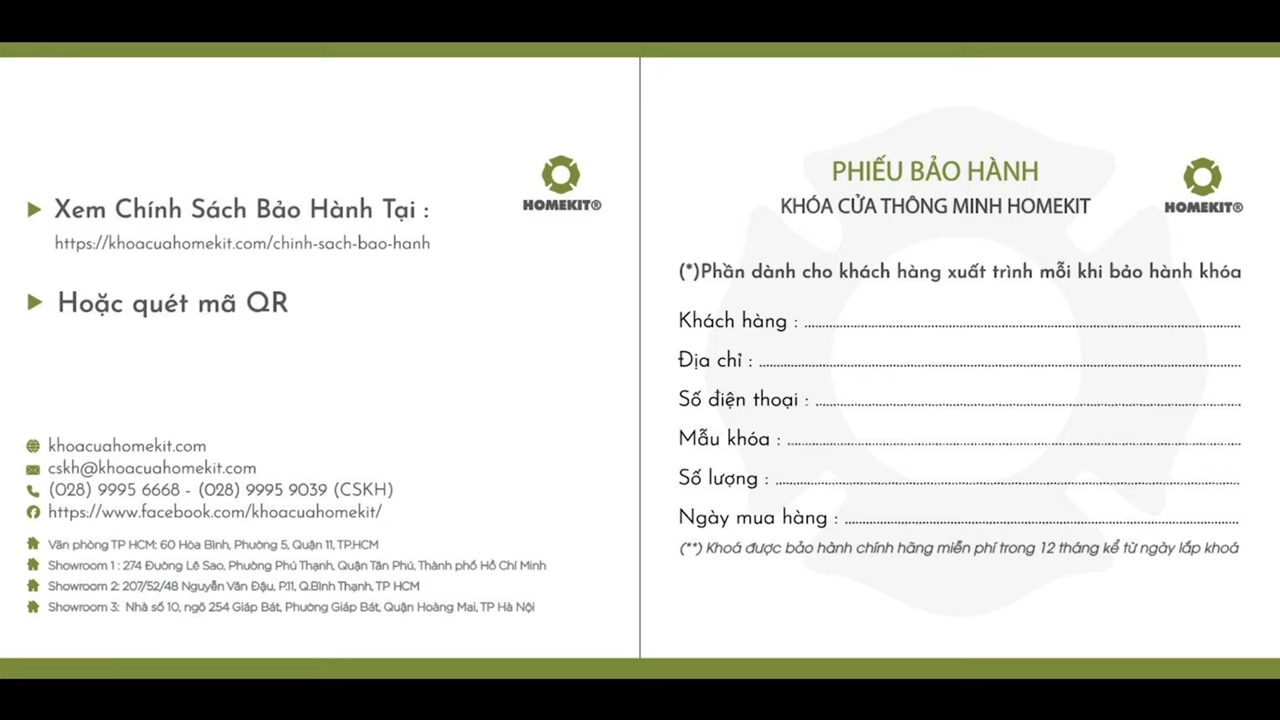 Xem Chính Sách Bảo Hành Tại :
https://khoacuahomekit.com/chinh-sach-bao-hanh
HOMEKIT®
Hoặc quét mã QR
khoacuahomekit.com
cskh@khoacuahomekit.com
(028) 9995 6668 - (028) 9995 9039 (CSKH)
https://www.facebook.com/khoacuahomekit/
Văn phòng TP HCM: 60 Hòa Bình, Phường 5, Quận 11, TP.HCM
Showroom 1 : 274 Đường Lê Sao, Phường Phú Thạnh, Quận Tân Phú, Thành phố Hồ Chí Minh
Showroom 2: 207/52/48 Nguyễn Văn Đậu, P.11, Q.Bình Thạnh, TP HCM
Showroom 3: Nhà số 10, ngõ 254 Giáp Bát, Phường Giáp Bát, Quận Hoàng Mai, TP Hà Nội
PHIẾU BẢO HÀNH
KHÓA CỬA THÔNG MINH HOMEKIT
HOMEKIT®
(*)Phần dành cho khách hàng xuất trình mỗi khi bảo hành khóa
Khách hàng :
Địa chỉ :
Số điện thoại :
Mẫu khóa :
Số lượng :
Ngày mua hàng :
(**) Khoá được bảo hành chính hãng miễn phí trong 12 tháng kể từ ngày lắp khoá